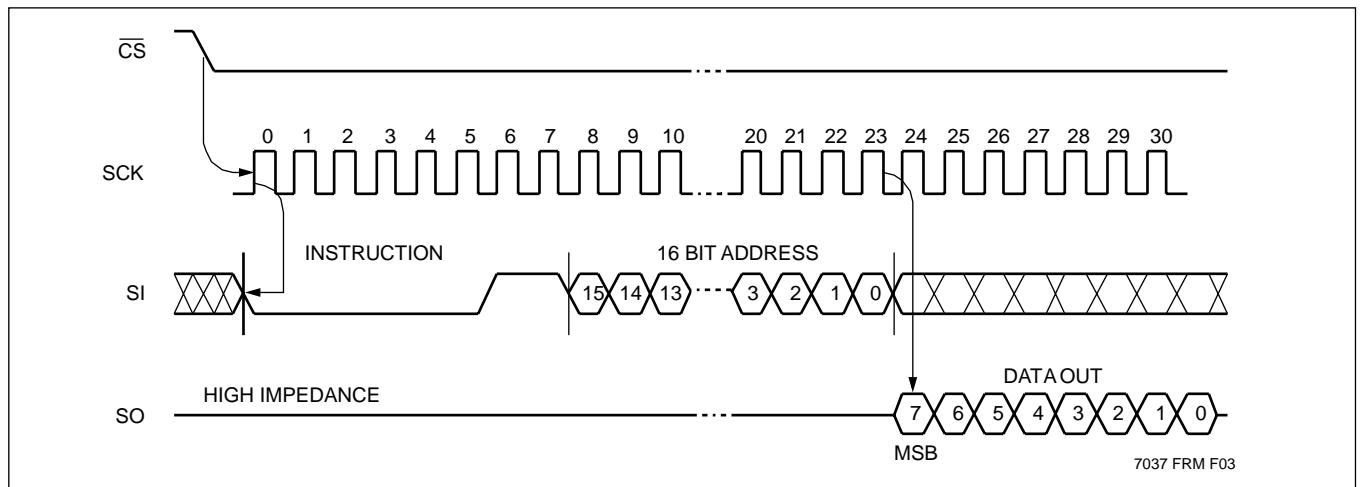 CS
0 1 2 3 4 5 6 7 8 9 10 20 21 22 23 24 25 26 27 28 29 30
SCK
INSTRUCTION 16 BIT ADDRESS
SI 15 14 13 3 2 1 0
HIGH IMPEDANCE DATA OUT
SO 7 6 5 4 3 2 1 0
MSB
7037 FRM F03